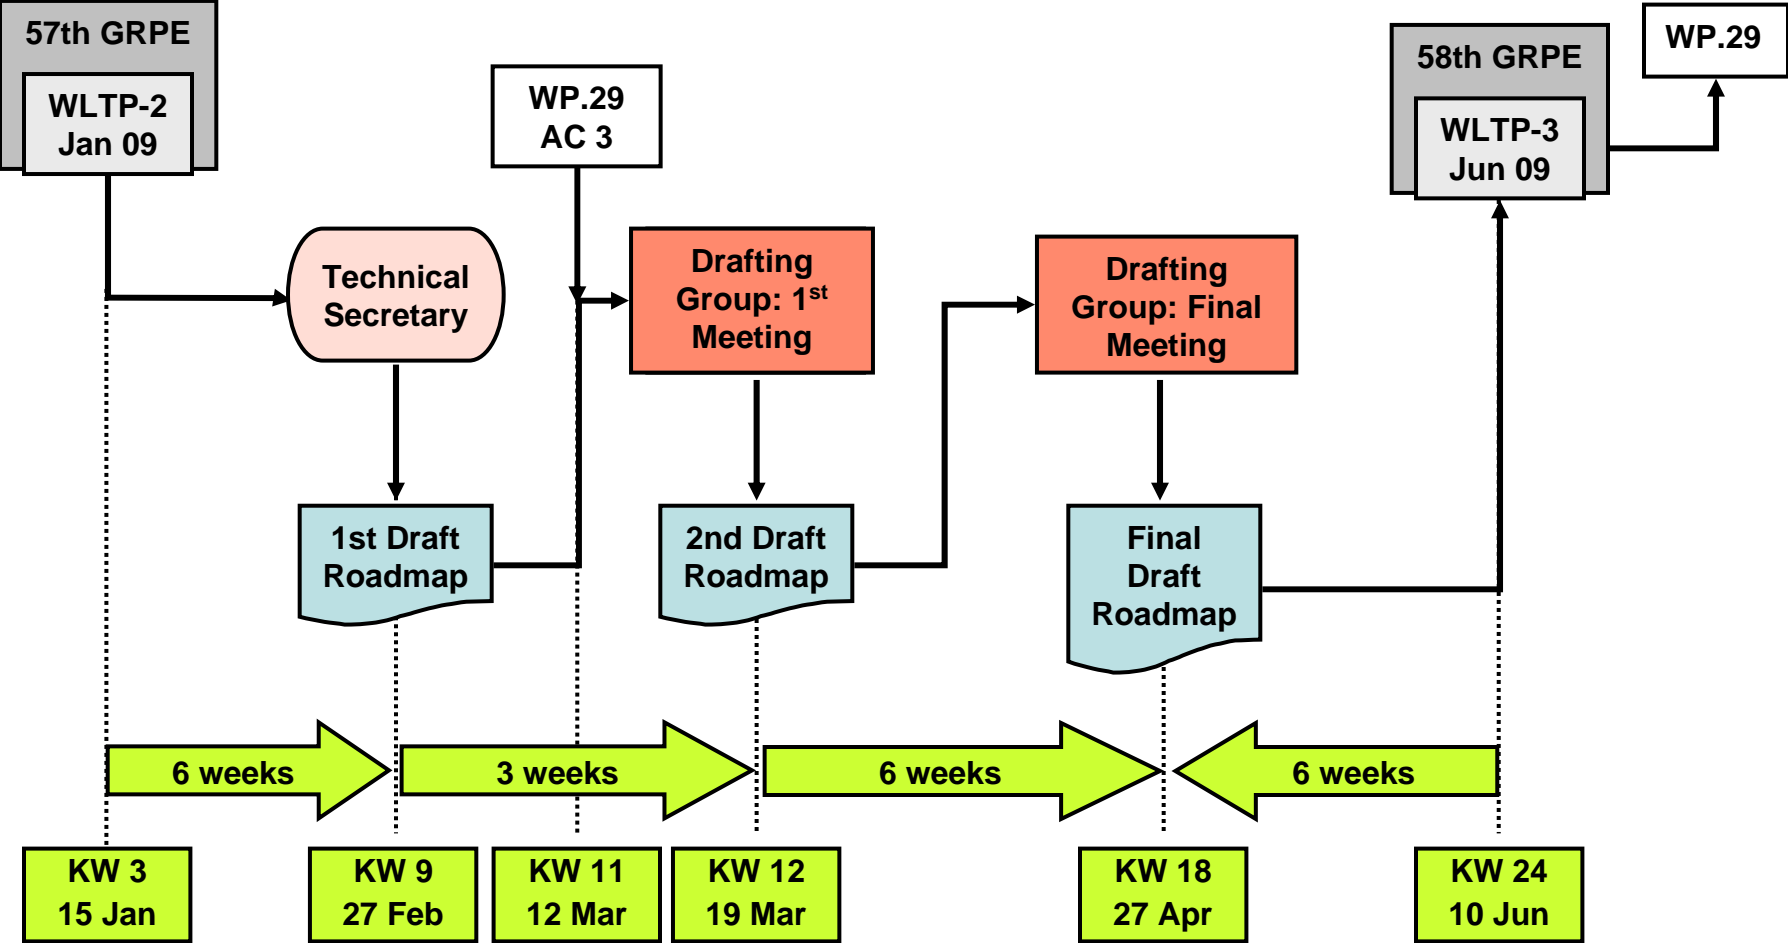 57th GRPE
WLTP-2
Jan 09
WP.29
AC 3
58th GRPE
WLTP-3
Jun 09
WP.29
Technical
Secretary
Drafting
Group: 1st
Meeting
Drafting
Group: Final
Meeting
1st Draft
Roadmap
2nd Draft
Roadmap
Final
Draft
Roadmap
6 weeks
3 weeks
6 weeks
6 weeks
KW 3
15 Jan
KW 9
27 Feb
KW 11
12 Mar
KW 12
19 Mar
KW 18
27 Apr
KW 24
10 Jun